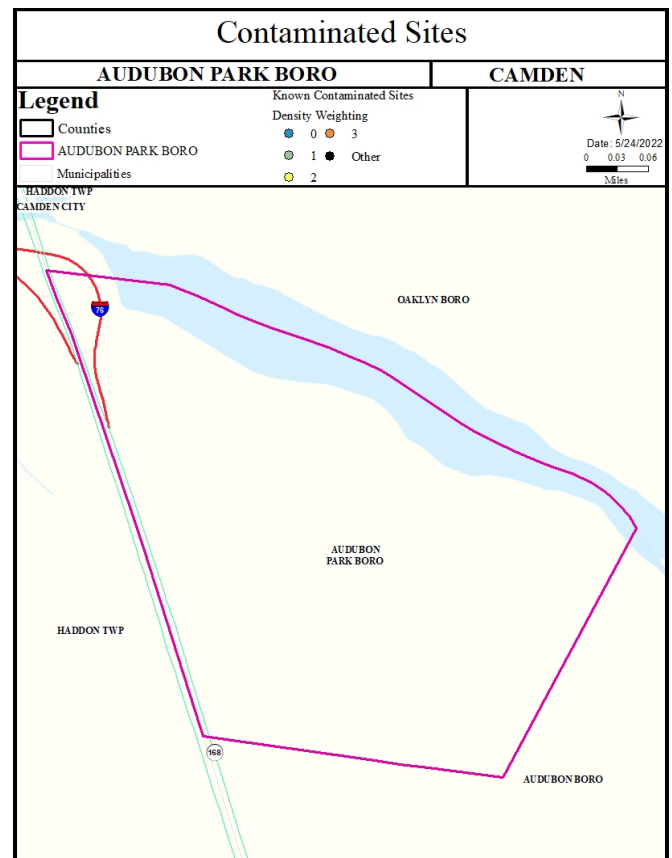 Contaminated Sites
AUDUBON PARK BORO
CAMDEN
Legend
Counties
AUDUBON PARK BORO
Municipalities
Known Contaminated Sites
Density Weighting
0 3
1 Other
2
N
Date: 5/24/2022
0 0.03 0.06
Miles
HADDON TWP
CAMDEN CITY
76
OAKLYN BORO
AUDUBON
PARK BORO
HADDON TWP
168
AUDUBON BORO